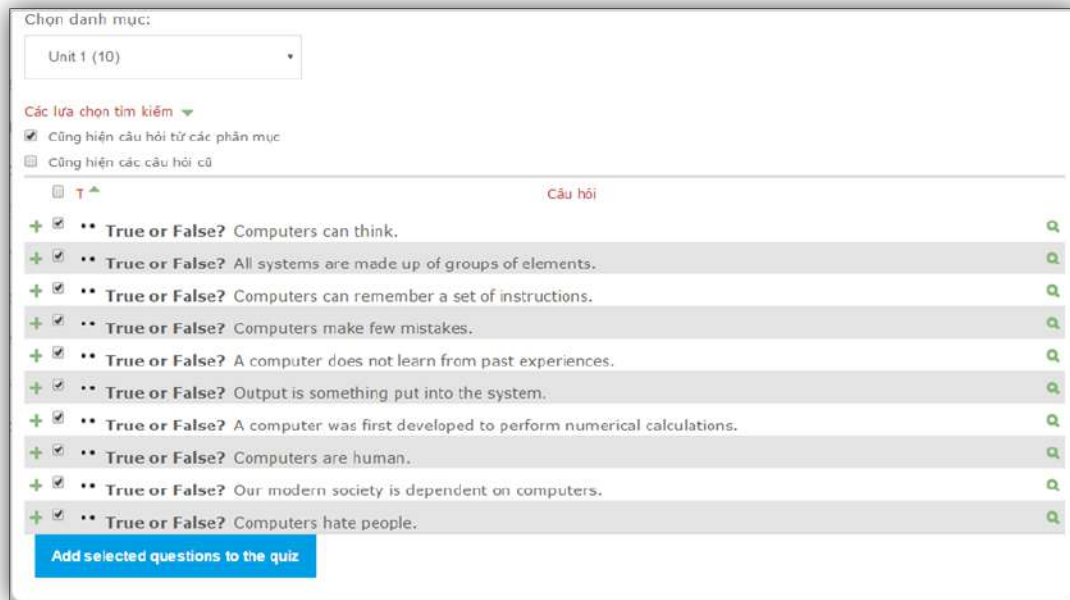 Chọn danh mục:
Unit 1 (10)
Các lựa chọn tìm kiếm
Cũng hiện câu hỏi từ các phân mục
Cũng hiện các câu hỏi cũ
T Câu hỏi
True or False? Computers can think.
True or False? All systems are made up of groups of elements.
True or False? Computers can remember a set of instructions.
True or False? Computers make few mistakes.
True or False? A computer does not learn from past experiences.
True or False? Output is something put into the system.
True or False? A computer was first developed to perform numerical calculations.
True or False? Computers are human.
True or False? Our modern society is dependent on computers.
True or False? Computers hate people.
Add selected questions to the quiz